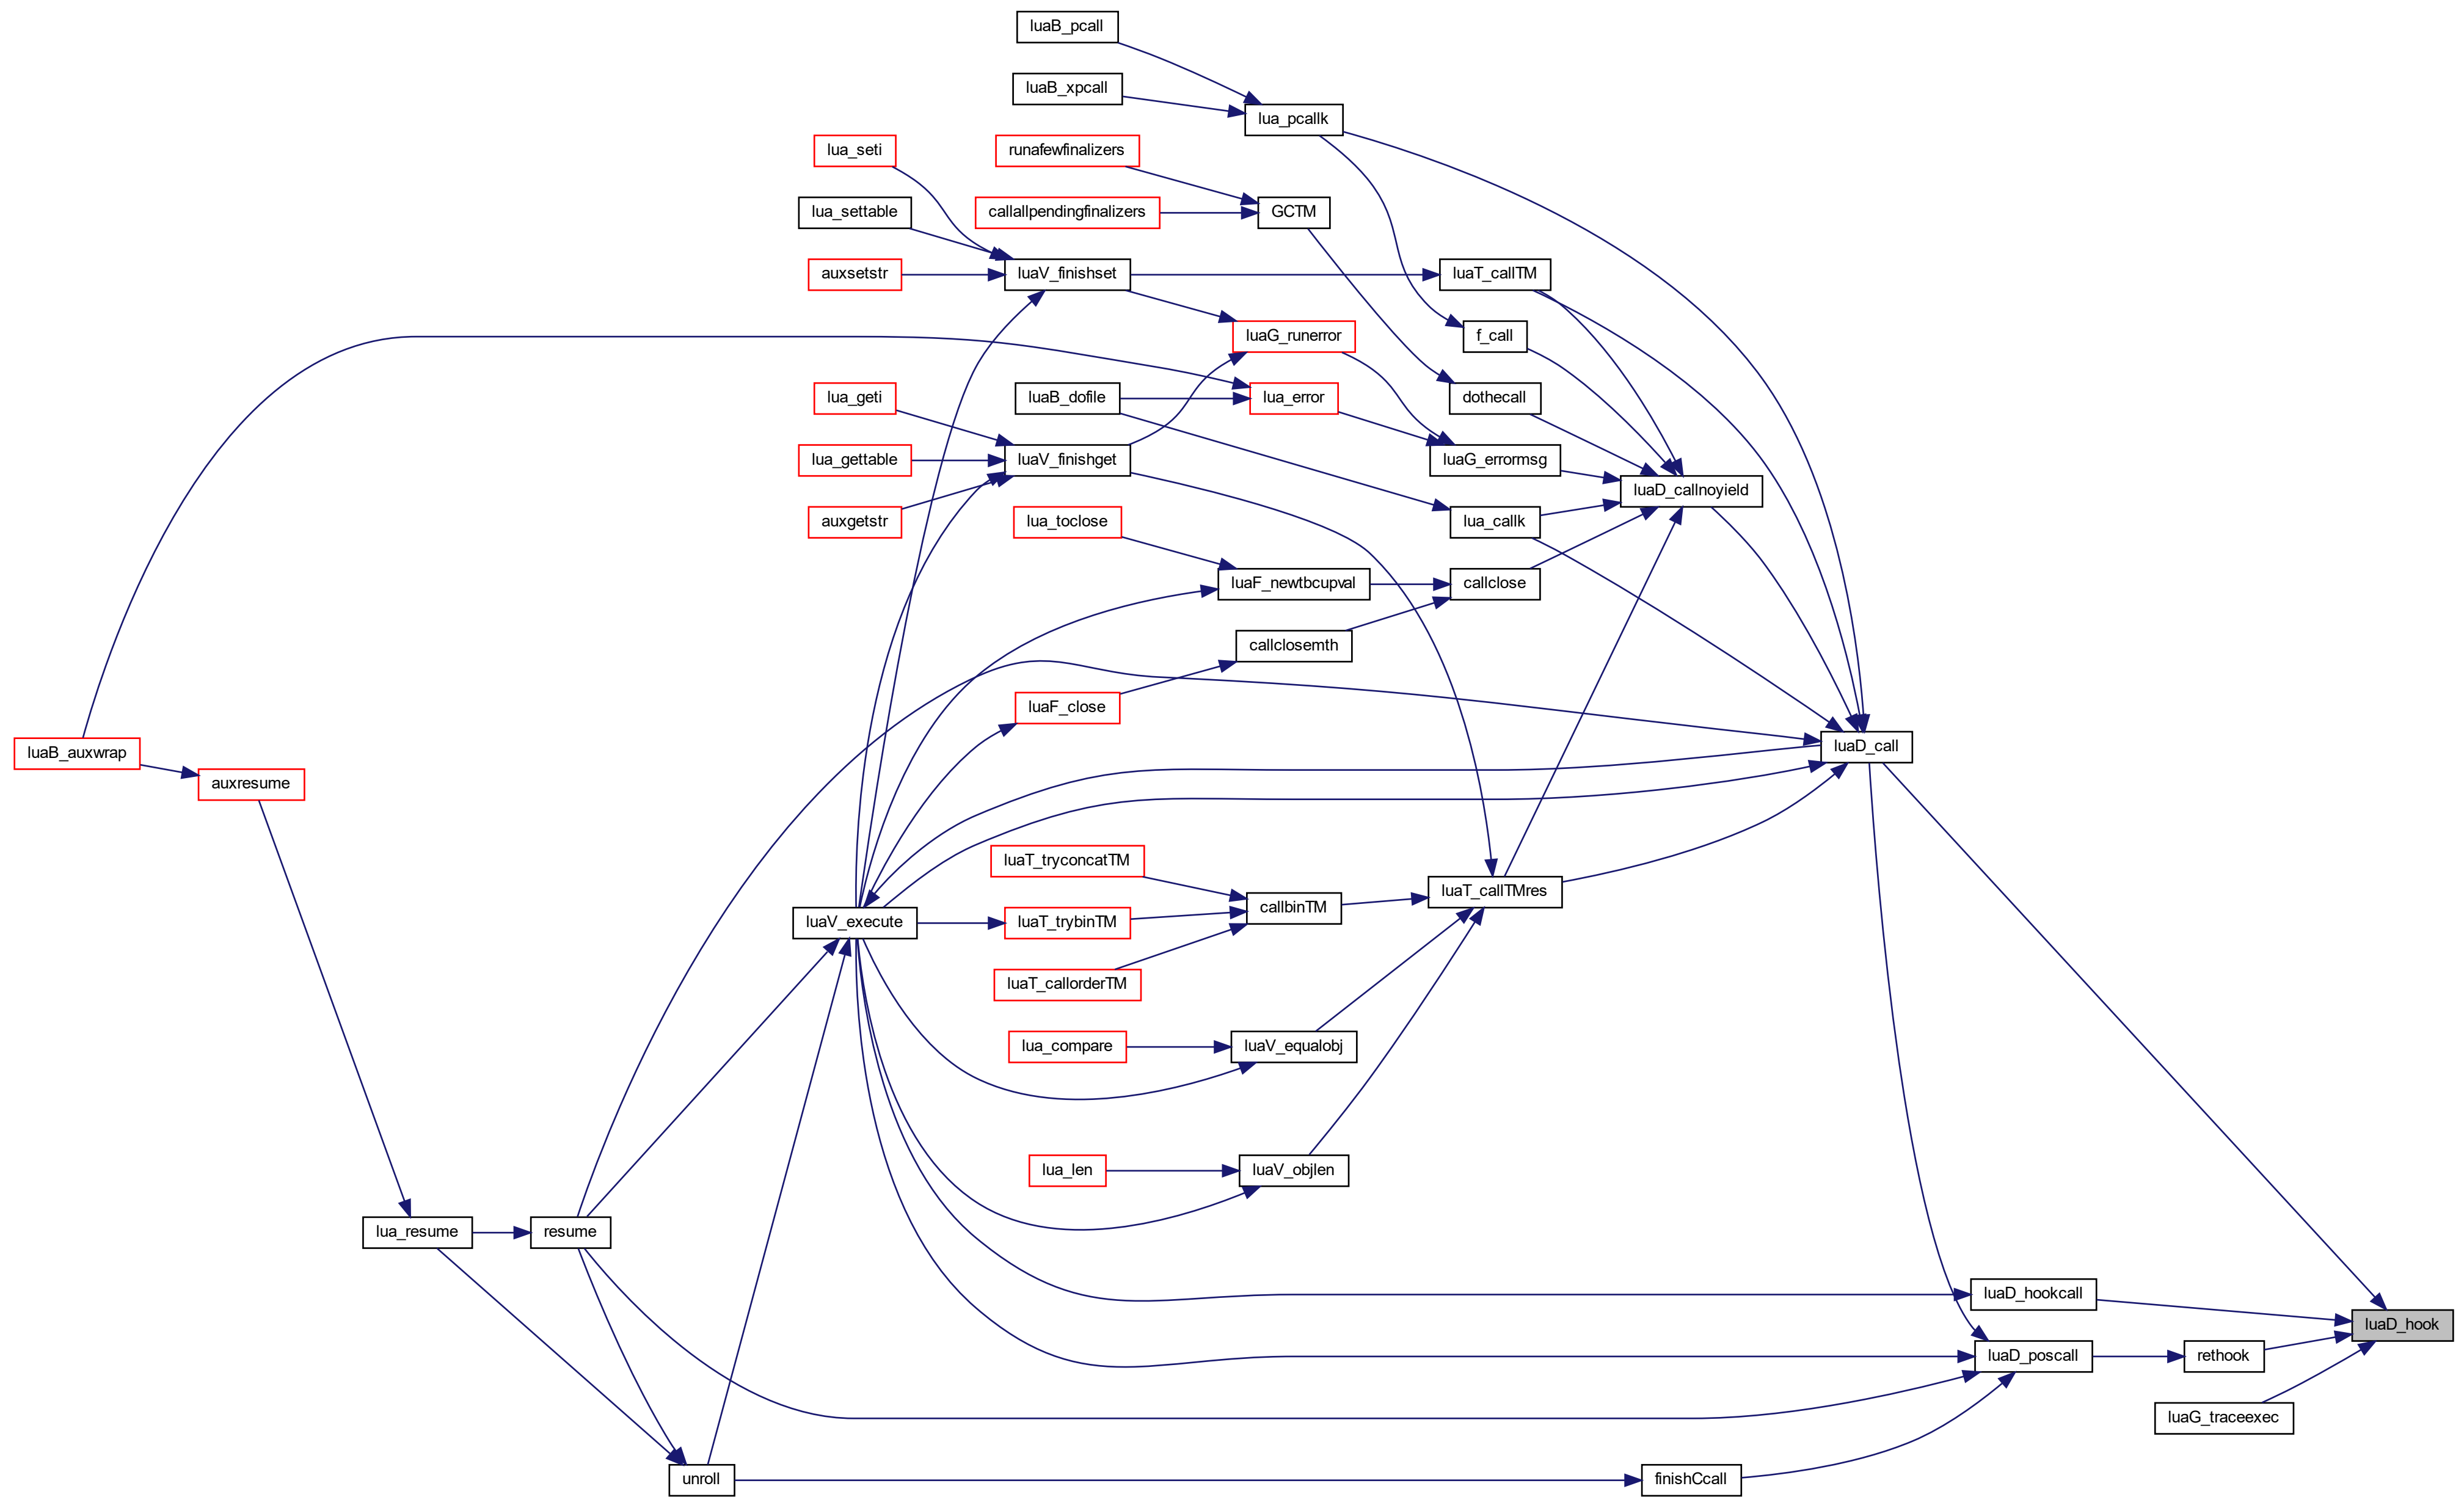 luaB_pcall
luaB_xpcall
lua_pcallk
lua_seti
runafewfinalizers
lua_settable
callallpendingfinalizers
GCTM
auxsetstr
luaV_finishset
luaT_callTM
luaG_runerror
f_call
lua_geti
luaB_dofile
lua_error
dothecall
lua_gettable
luaV_finishget
luaG_errormsg
luaD_callnoyield
auxgetstr
lua_toclose
lua_callk
luaF_newtbcupval
callclose
callclosemth
luaF_close
luaD_call
luaB_auxwrap
auxresume
luaT_tryconcatTM
luaT_callTMres
luaV_execute
luaT_trybinTM
callbinTM
luaT_callorderTM
lua_compare
luaV_equalobj
lua_len
luaV_objlen
lua_resume
resume
luaD_hookcall
luaD_hook
luaD_poscall
rethook
luaG_traceexec
unroll
finishCcall